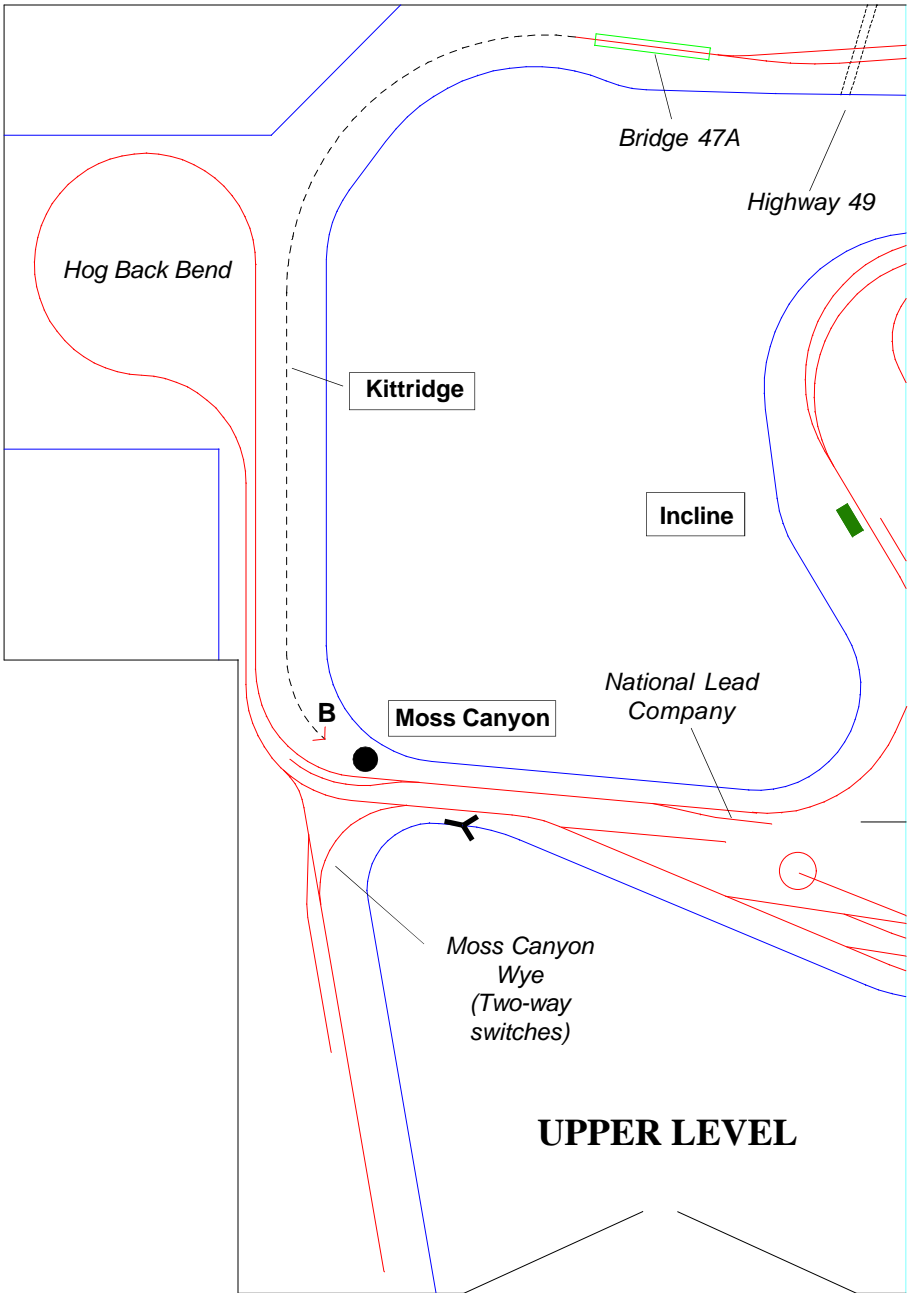 Bridge 47A
Highway 49
Hog Back Bend
Kittridge
Incline
National Lead
Company
B
Moss Canyon
Moss Canyon
Wye
(Two-way
switches)
UPPER LEVEL